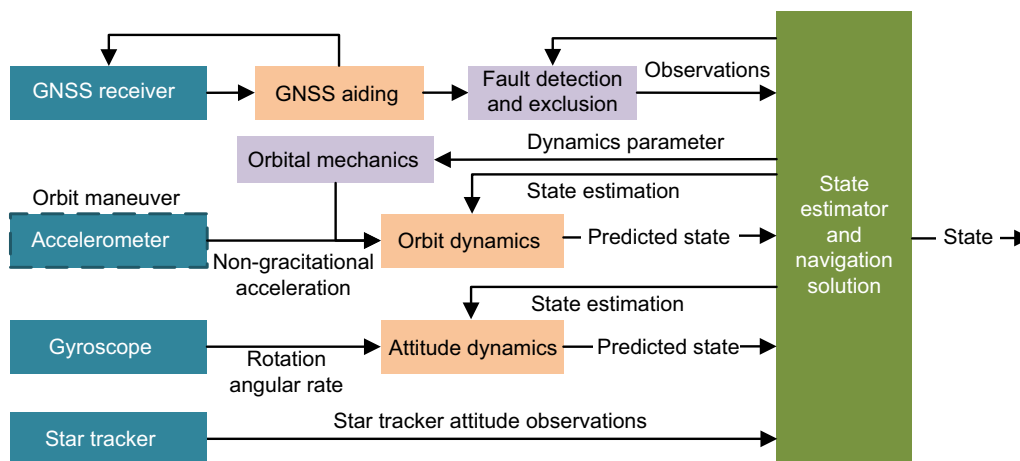 GNSS receiver
GNSS aiding
Fault detection
and exclusion
Observations
Orbital mechanics
Dynamics parameter
Orbit maneuver
Accelerometer
Non-gracitational
acceleration
State estimation
Orbit dynamics
Predicted state
State
estimator
and
navigation
solution
State
State estimation
Gyroscope
Rotation
angular rate
Attitude dynamics
Predicted state
Star tracker
Star tracker attitude observations